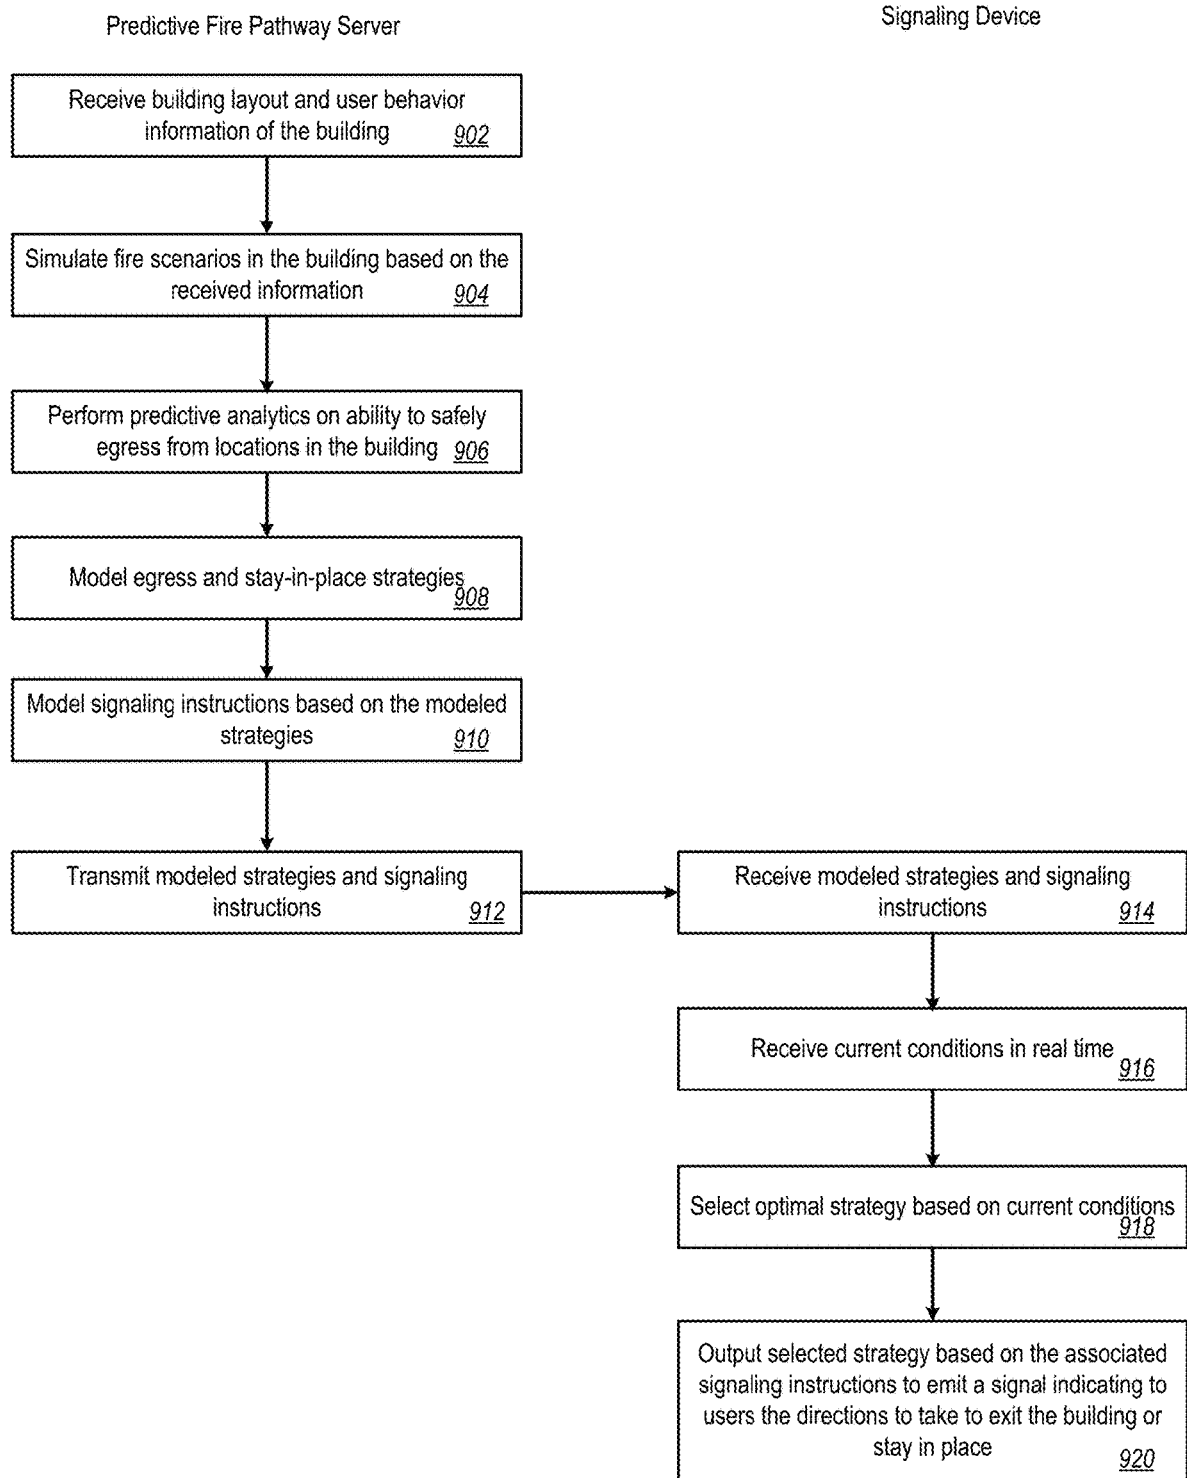 Predictive Fire Pathway Server
Signaling Device
Receive building layout and user behavior
information of the building 902
Simulate fire scenarios in the building based on the
received information 904
Perform predictive analytics on ability to safely
egress from locations in the building 906
Model egress and stay-in-place strategies
908
Model signaling instructions based on the modeled
strategies 910
Transmit modeled strategies and signaling
instructions 912
Receive modeled strategies and signaling
instructions 914
Receive current conditions in real time
916
Select optimal strategy based on current conditions
918
Output selected strategy based on the associated
signaling instructions to emit a signal indicating to
users the directions to take to exit the building or
stay in place
920